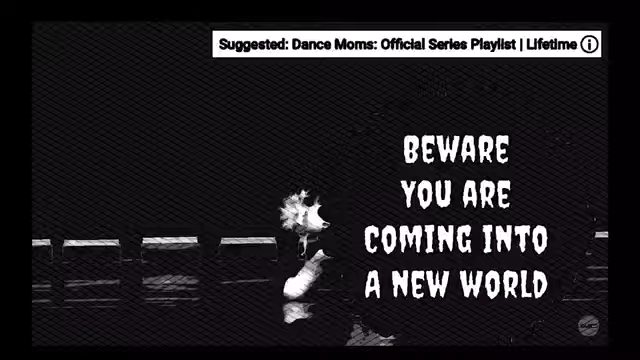 Suggested: Dance Moms: Official Series Playlist | Lifetime
BEWARE
YOU ARE
COMING INTO
A NEW WORLD